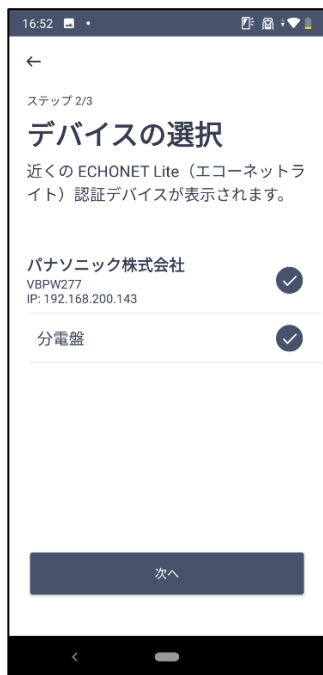 16:52
ステップ 2/3
デバイスの選択
近くの ECHONET Lite（エコーネットラ
イト）認証デバイスが表示されます。
パナソニック株式会社
VBPW277
IP: 192.168.200.143
分電盤
次へ